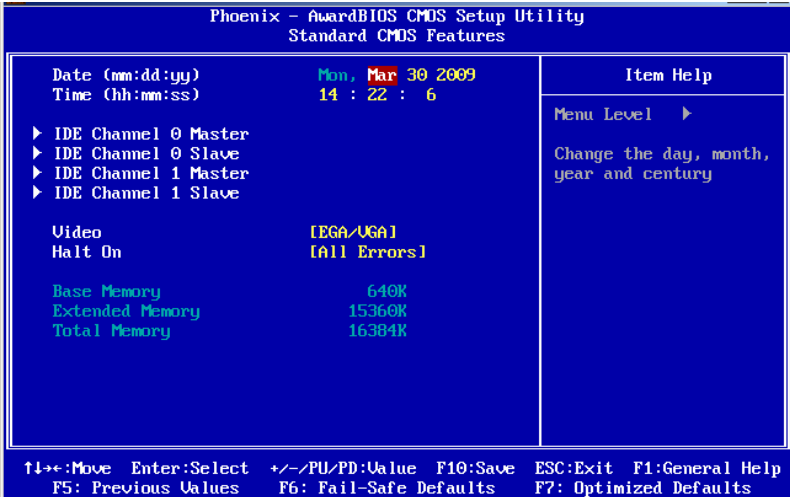 Phoenix - AwardBIOS CMOS Setup Utility
Standard CMOS Features
Date (mm:dd:yy) Mon, Mar 30 2009
Time (hh:mm:ss) 14 : 22 : 6
IDE Channel 0 Master
IDE Channel 0 Slave
IDE Channel 1 Master
IDE Channel 1 Slave
Video [EGA/VGA]
Halt On [All Errors]
Base Memory 640K
Extended Memory 15360K
Total Memory 16384K
Item Help
Menu Level ▶
Change the day, month,
year and century
↑↓→←:Move Enter:Select +/-/PU/PD:Value F10:Save ESC:Exit F1:General Help
F5: Previous Values F6: Fail-Safe Defaults F7: Optimized Defaults